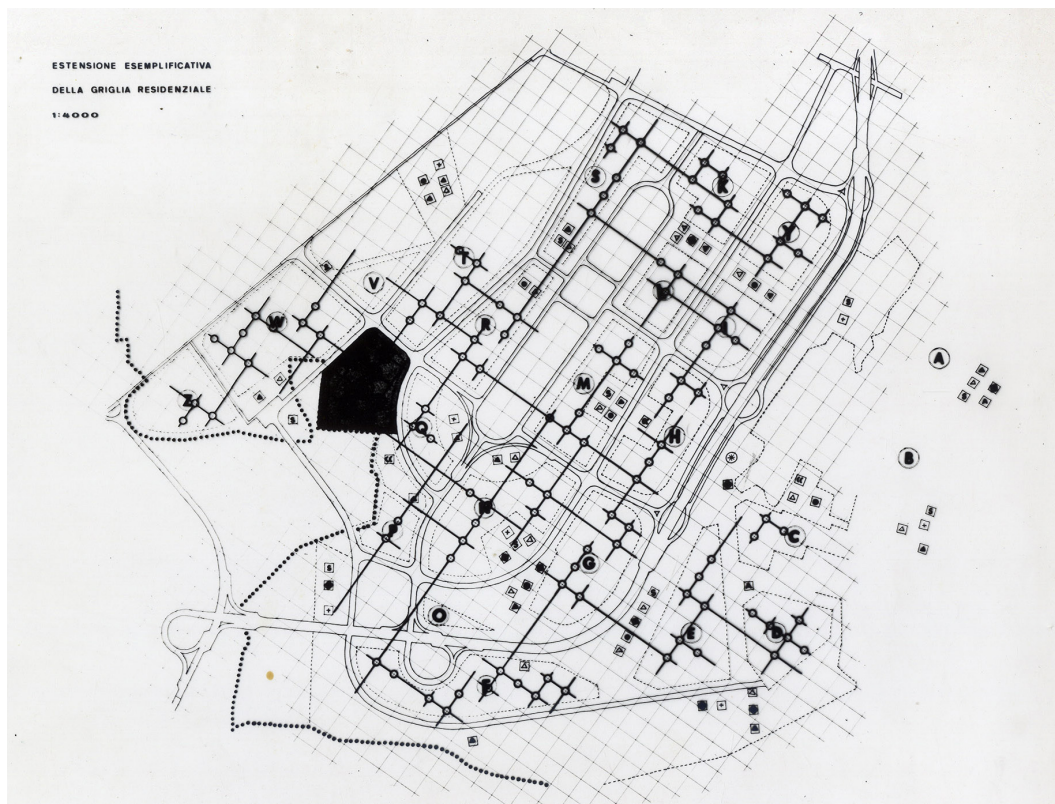 ESTENSIONE ESEMPLIFICATIVA
DELLA GRIGLIA RESIDENZIALE
1:4000
S
K
Y
T
V
W
R
I
A
Z
M
Q
H
B
N
P
C
G
O
E
D